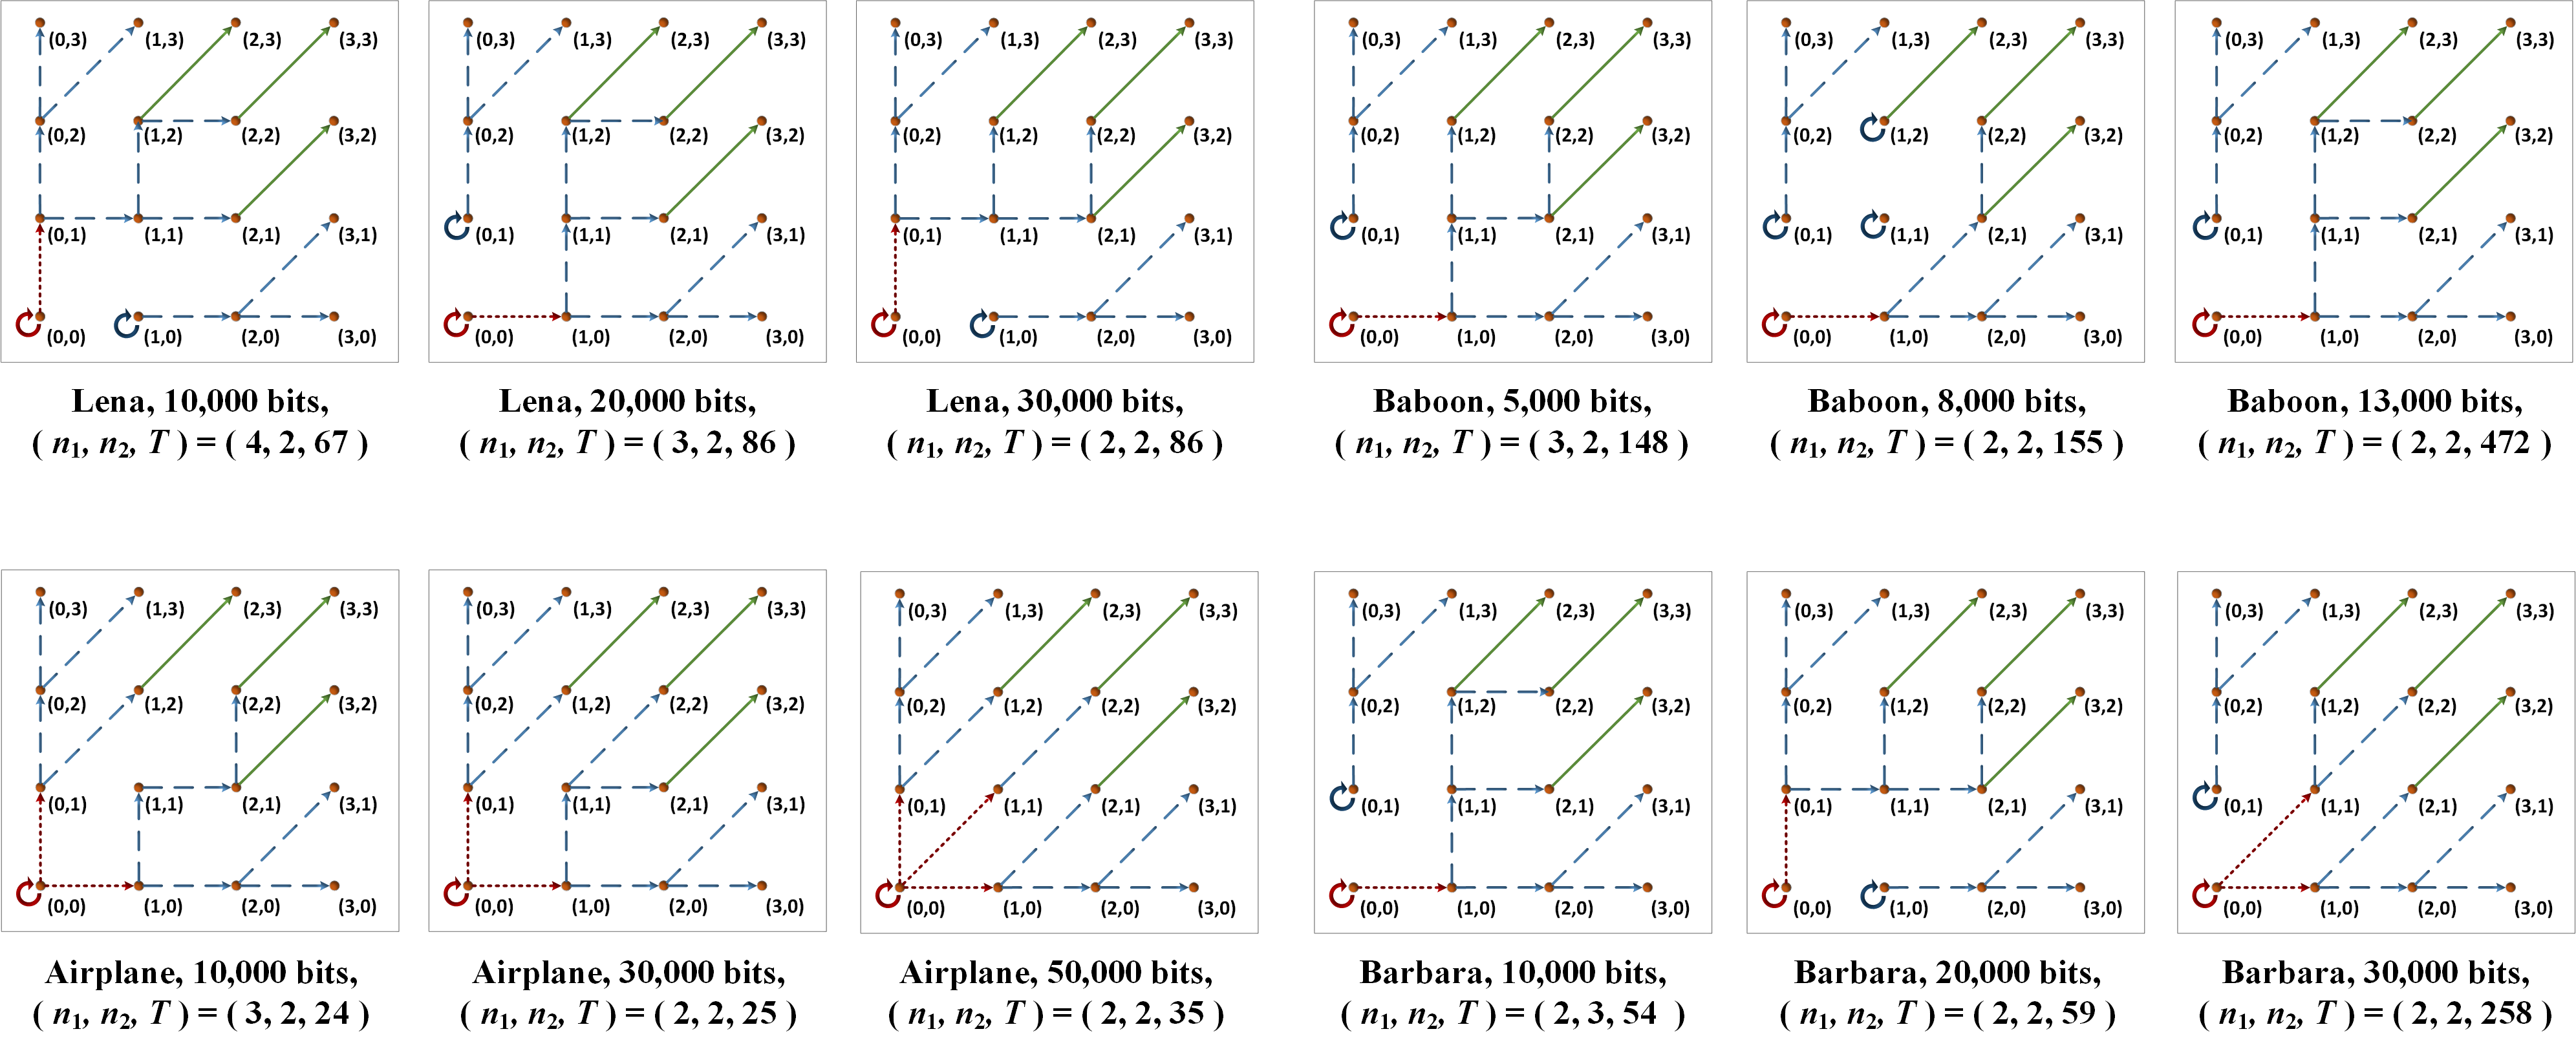 (0,3) (1,3) (2,3) (3,3) (0,3) (1,3) (2,3) (3,3) (0,3) (1,3) (2,3) (3,3) (0,3) (1,3) (2,3) (3,3) (0,3) (1,3) (2,3) (3,3) (0,3) (1,3) (2,3) (3,3)
(0,2) (1,2) (2,2) (3,2) (0,2) (1,2) (2,2) (3,2) (0,2) (1,2) (2,2) (3,2) (0,2) (1,2) (2,2) (3,2) (0,2) (1,2) (2,2) (3,2) (0,2) (1,2) (2,2) (3,2)
(0,1) (1,1) (2,1) (3,1) (0,1) (1,1) (2,1) (3,1) (0,1) (1,1) (2,1) (3,1) (0,1) (1,1) (2,1) (3,1) (0,1) (1,1) (2,1) (3,1) (0,1) (1,1) (2,1) (3,1)
(0,0) (1,0) (2,0) (3,0) (0,0) (1,0) (2,0) (3,0) (0,0) (1,0) (2,0) (3,0) (0,0) (1,0) (2,0) (3,0) (0,0) (1,0) (2,0) (3,0) (0,0) (1,0) (2,0) (3,0)
Lena, 10,000 bits, Lena, 20,000 bits, Lena, 30,000 bits, Baboon, 5,000 bits, Baboon, 8,000 bits, Baboon, 13,000 bits,
( n₁, n₂, T ) = ( 4, 2, 67 ) ( n₁, n₂, T ) = ( 3, 2, 86 ) ( n₁, n₂, T ) = ( 2, 2, 86 ) ( n₁, n₂, T ) = ( 3, 2, 148 ) ( n₁, n₂, T ) = ( 2, 2, 155 ) ( n₁, n₂, T ) = ( 2, 2, 472 )
(0,3) (1,3) (2,3) (3,3) (0,3) (1,3) (2,3) (3,3) (0,3) (1,3) (2,3) (3,3) (0,3) (1,3) (2,3) (3,3) (0,3) (1,3) (2,3) (3,3) (0,3) (1,3) (2,3) (3,3)
(0,2) (1,2) (2,2) (3,2) (0,2) (1,2) (2,2) (3,2) (0,2) (1,2) (2,2) (3,2) (0,2) (1,2) (2,2) (3,2) (0,2) (1,2) (2,2) (3,2) (0,2) (1,2) (2,2) (3,2)
(0,1) (1,1) (2,1) (3,1) (0,1) (1,1) (2,1) (3,1) (0,1) (1,1) (2,1) (3,1) (0,1) (1,1) (2,1) (3,1) (0,1) (1,1) (2,1) (3,1) (0,1) (1,1) (2,1) (3,1)
(0,0) (1,0) (2,0) (3,0) (0,0) (1,0) (2,0) (3,0) (0,0) (1,0) (2,0) (3,0) (0,0) (1,0) (2,0) (3,0) (0,0) (1,0) (2,0) (3,0) (0,0) (1,0) (2,0) (3,0)
Airplane, 10,000 bits, Airplane, 30,000 bits, Airplane, 50,000 bits, Barbara, 10,000 bits, Barbara, 20,000 bits, Barbara, 30,000 bits,
( n₁, n₂, T ) = ( 3, 2, 24 ) ( n₁, n₂, T ) = ( 2, 2, 25 ) ( n₁, n₂, T ) = ( 2, 2, 35 ) ( n₁, n₂, T ) = ( 2, 3, 54 ) ( n₁, n₂, T ) = ( 2, 2, 59 ) ( n₁, n₂, T ) = ( 2, 2, 258 )